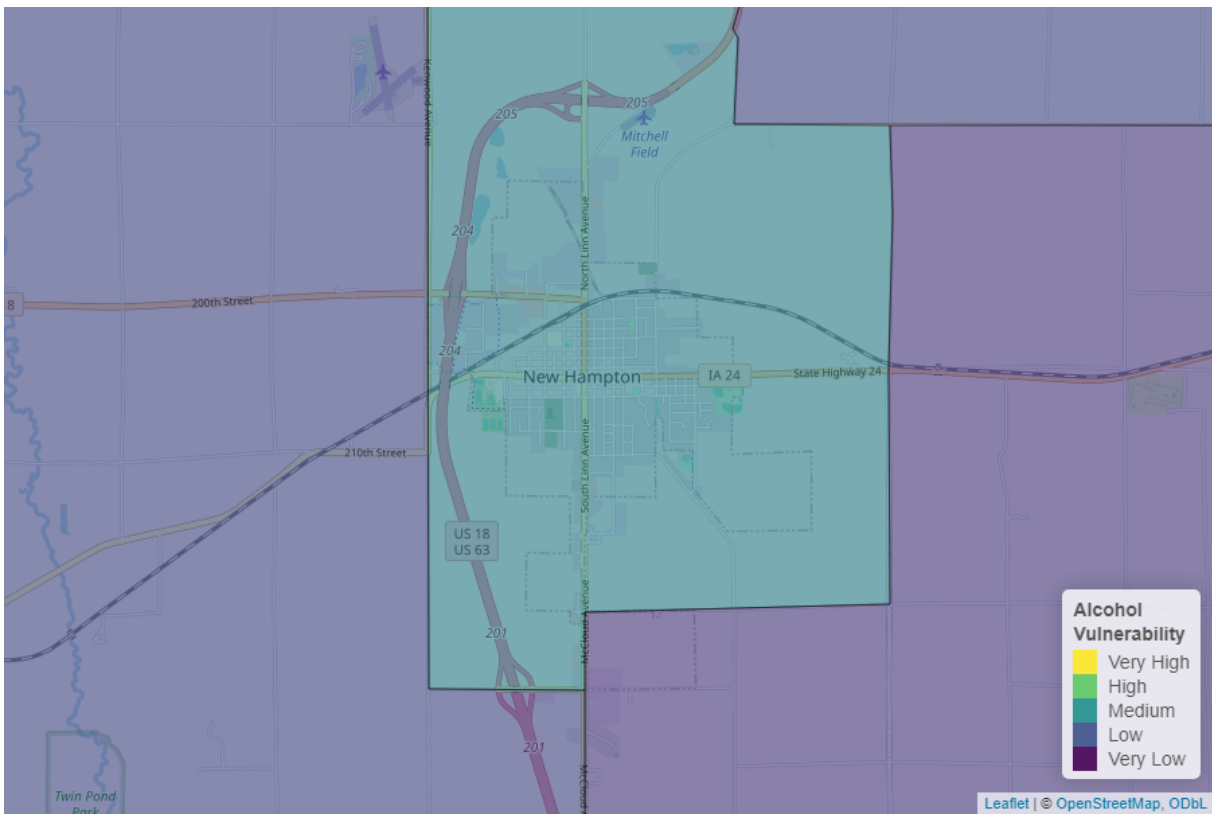 Kenwood Avenue
205
205
Mitchell
Field
204
North Linn Avenue
8
200th Street
204
New Hampton
IA 24
State Highway 24
210th Street
South Linn Avenue
US 18
US 63
McCloud Avenue
201
201
McCloud
Twin Pond
Park
Alcohol
Vulnerability
Very High
High
Medium
Low
Very Low
Leaflet | © OpenStreetMap, ODbL